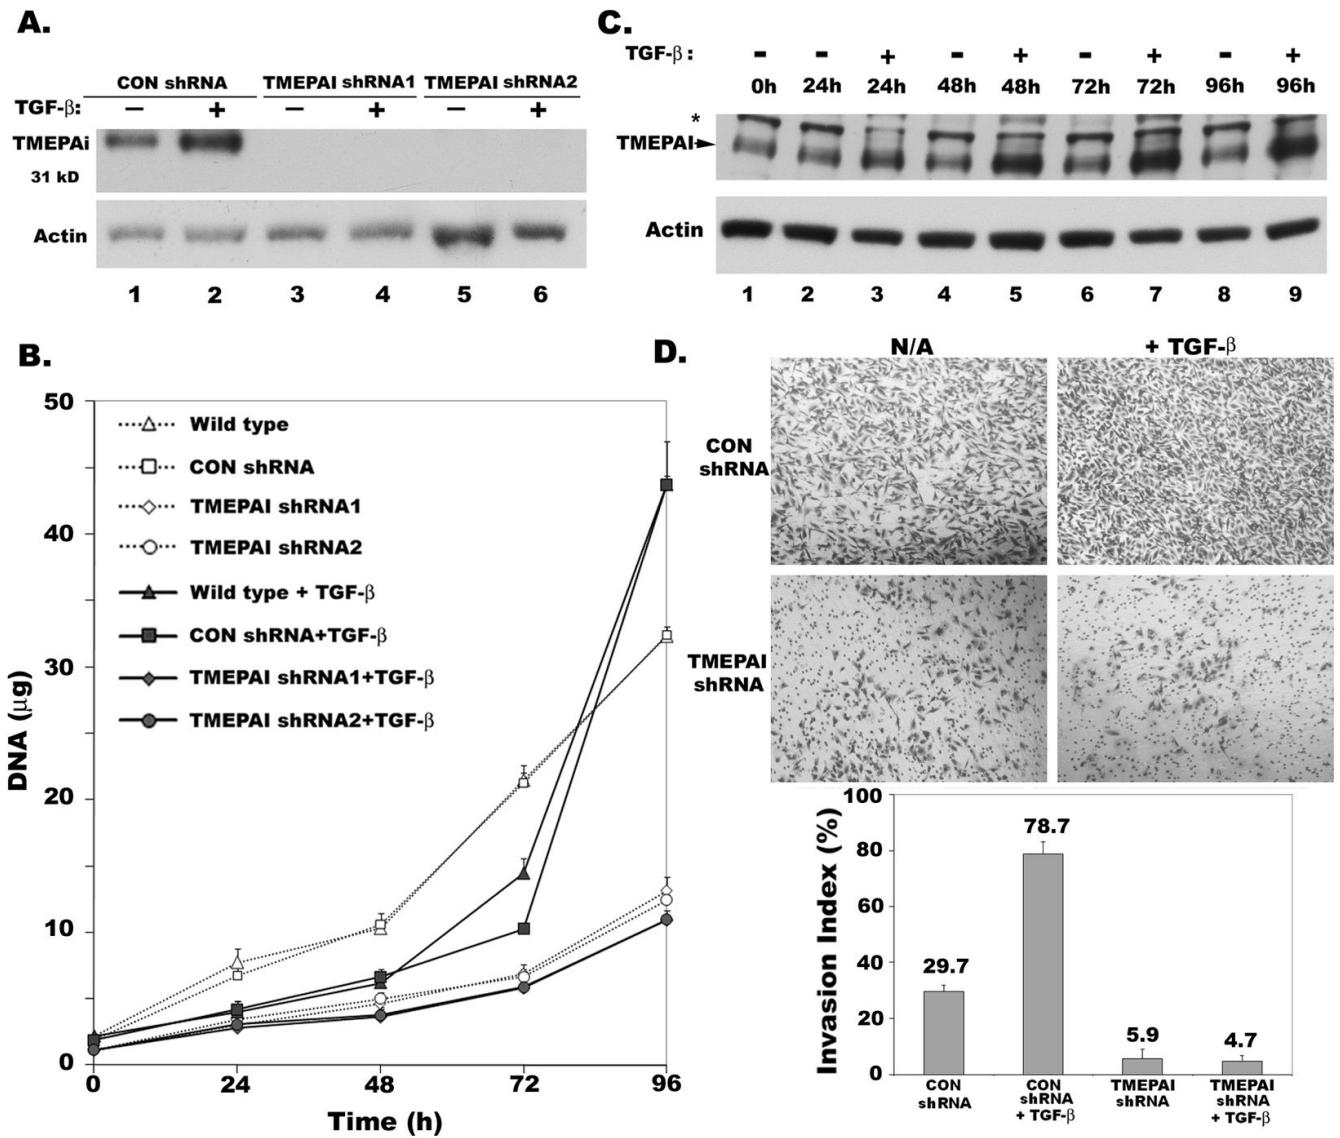 A.
CON shRNA TMEPAI shRNA1 TMEPAI shRNA2
TGF-β: − + − + − +
TMEPAi
31 kD
Actin
1 2 3 4 5 6
C.
TGF-β: - - + - + - + - +
0h 24h 24h 48h 48h 72h 72h 96h 96h
*
TMEPAI
Actin
1 2 3 4 5 6 7 8 9
B.
50
40
30
20
10
0
DNA (µg)
Wild type
CON shRNA
TMEPAI shRNA1
TMEPAI shRNA2
Wild type + TGF-β
CON shRNA+TGF-β
TMEPAI shRNA1+TGF-β
TMEPAI shRNA2+TGF-β
0 24 48 72 96
Time (h)
D.
N/A + TGF-β
CON
shRNA
TMEPAI
shRNA
Invasion Index (%)
100
80
60
40
20
0
29.7
78.7
5.9
4.7
CON
shRNA
CON
shRNA
+ TGF-β
TMEPAI
shRNA
TMEPAI
shRNA
+ TGF-β